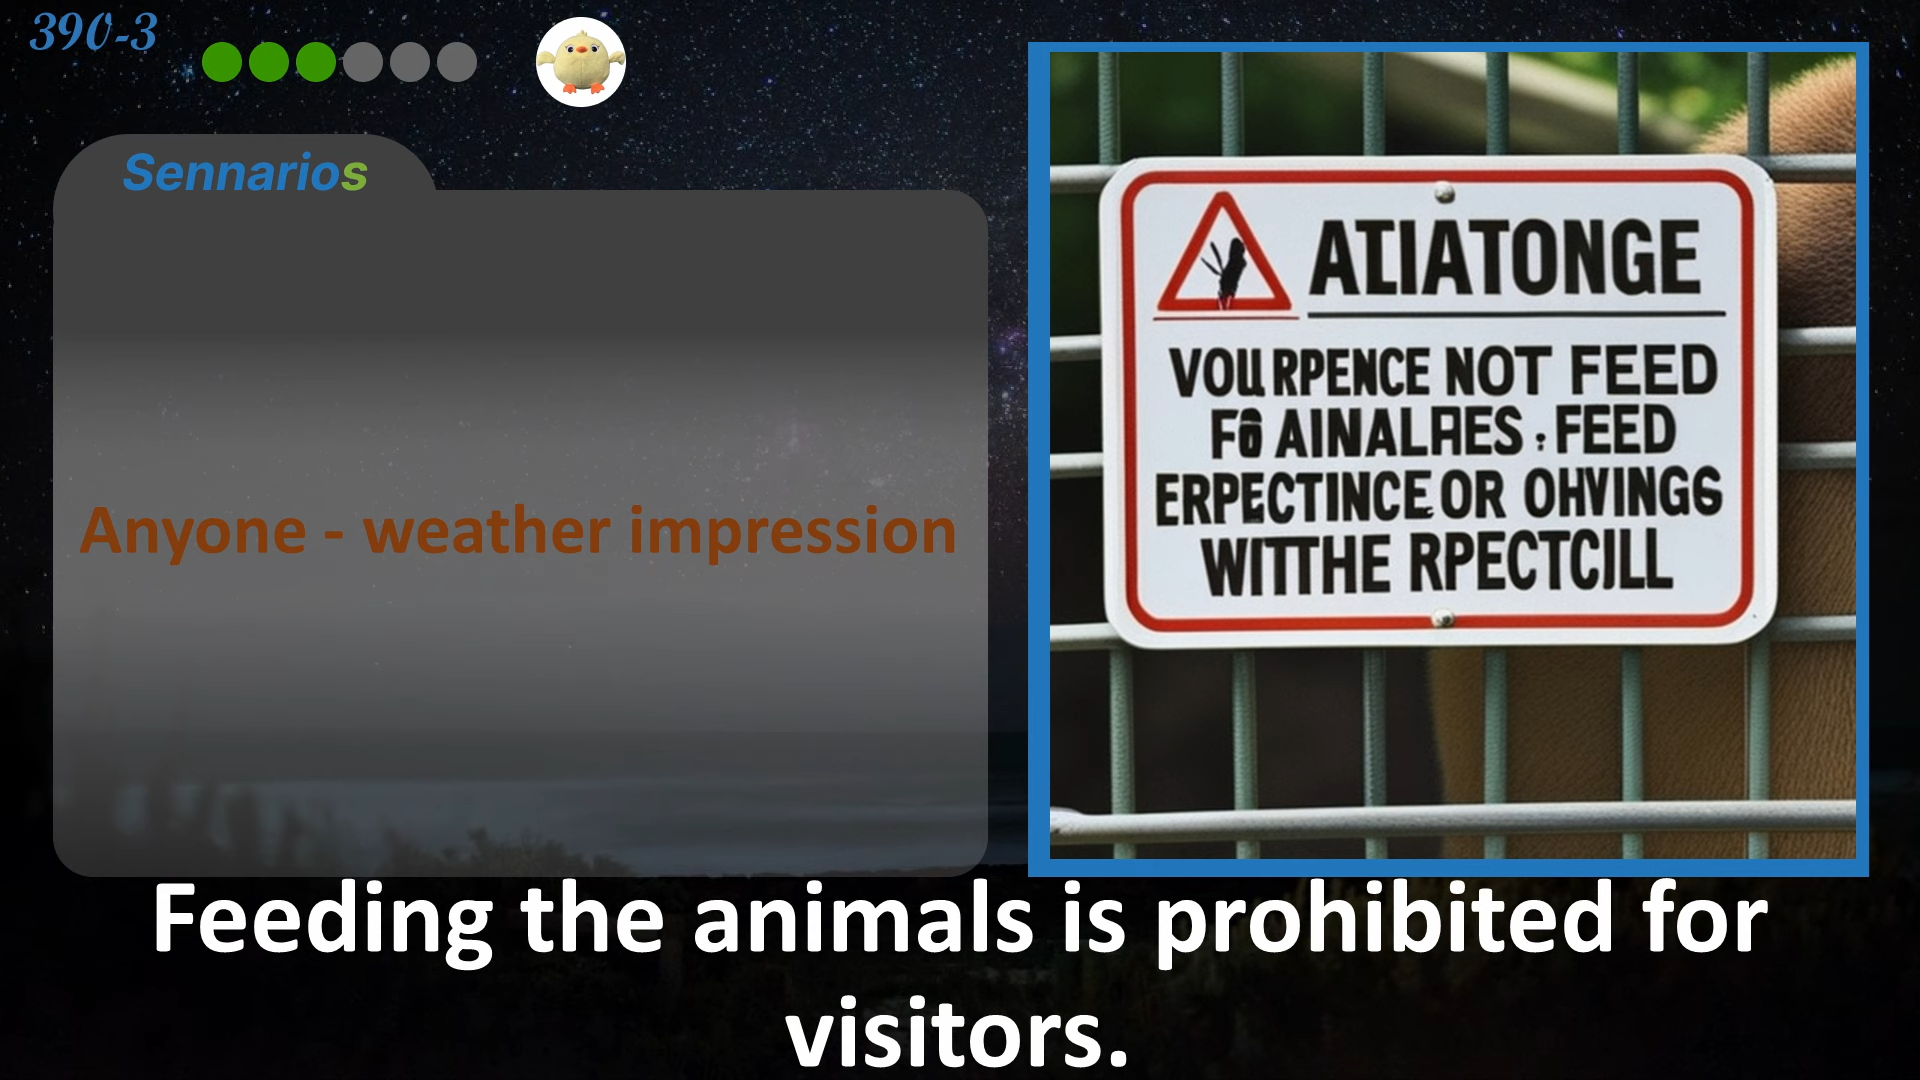 390-3
Sennarios
Anyone - weather impression
ATIATONGE
VOU RPENCE NOT FEED
FO AINALRES : FEED
ERPECTINCE OR OHVINGS
WITTHE RPECTCILL
Feeding the animals is prohibited for
visitors.